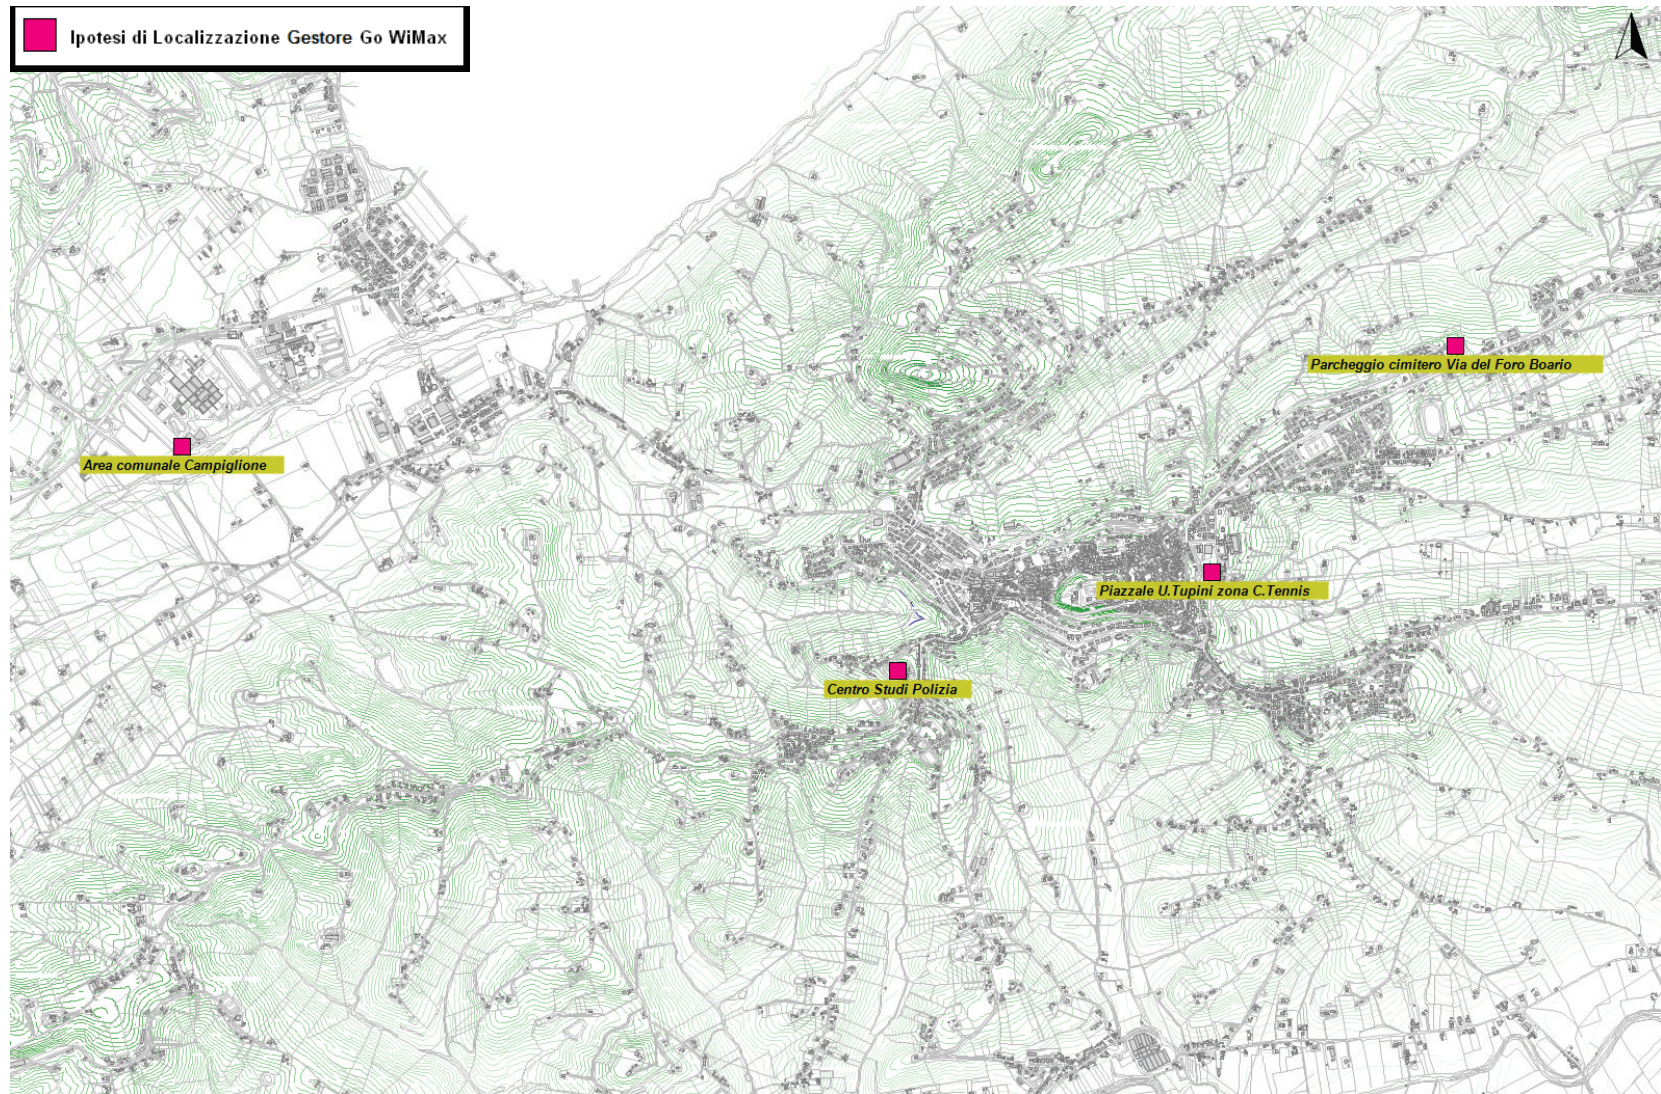 Ipotesi di Localizzazione Gestore Go WiMax
Parcheggio cimitero Via del Foro Boario
Area comunale Campiglione
Piazzale U.Tupini zona C.Tennis
Centro Studi Polizia